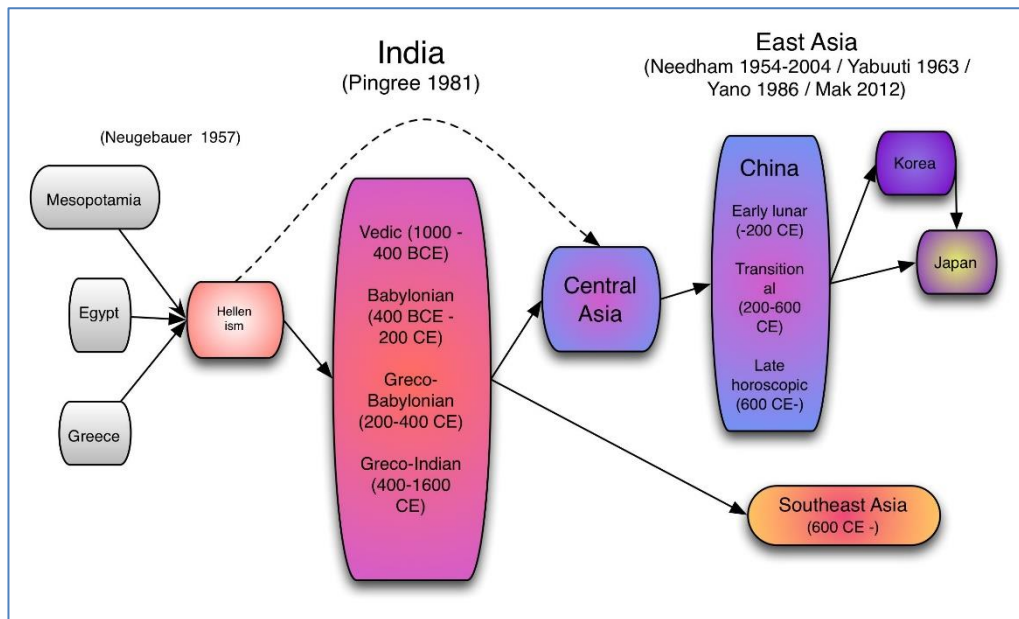 India
(Pingree 1981)
East Asia
(Needham 1954-2004 / Yabuuti 1963 /
Yano 1986 / Mak 2012)
(Neugebauer 1957)
Mesopotamia
Egypt
Greece
Hellen
ism
Vedic (1000 -
400 BCE)
Babylonian
(400 BCE -
200 CE)
Greco-
Babylonian
(200-400 CE)
Greco-Indian
(400-1600
CE)
Central
Asia
China
Early lunar
(-200 CE)
Transition
al
(200-600
CE)
Late
horoscopic
(600 CE-)
Korea
Japan
Southeast Asia
(600 CE -)